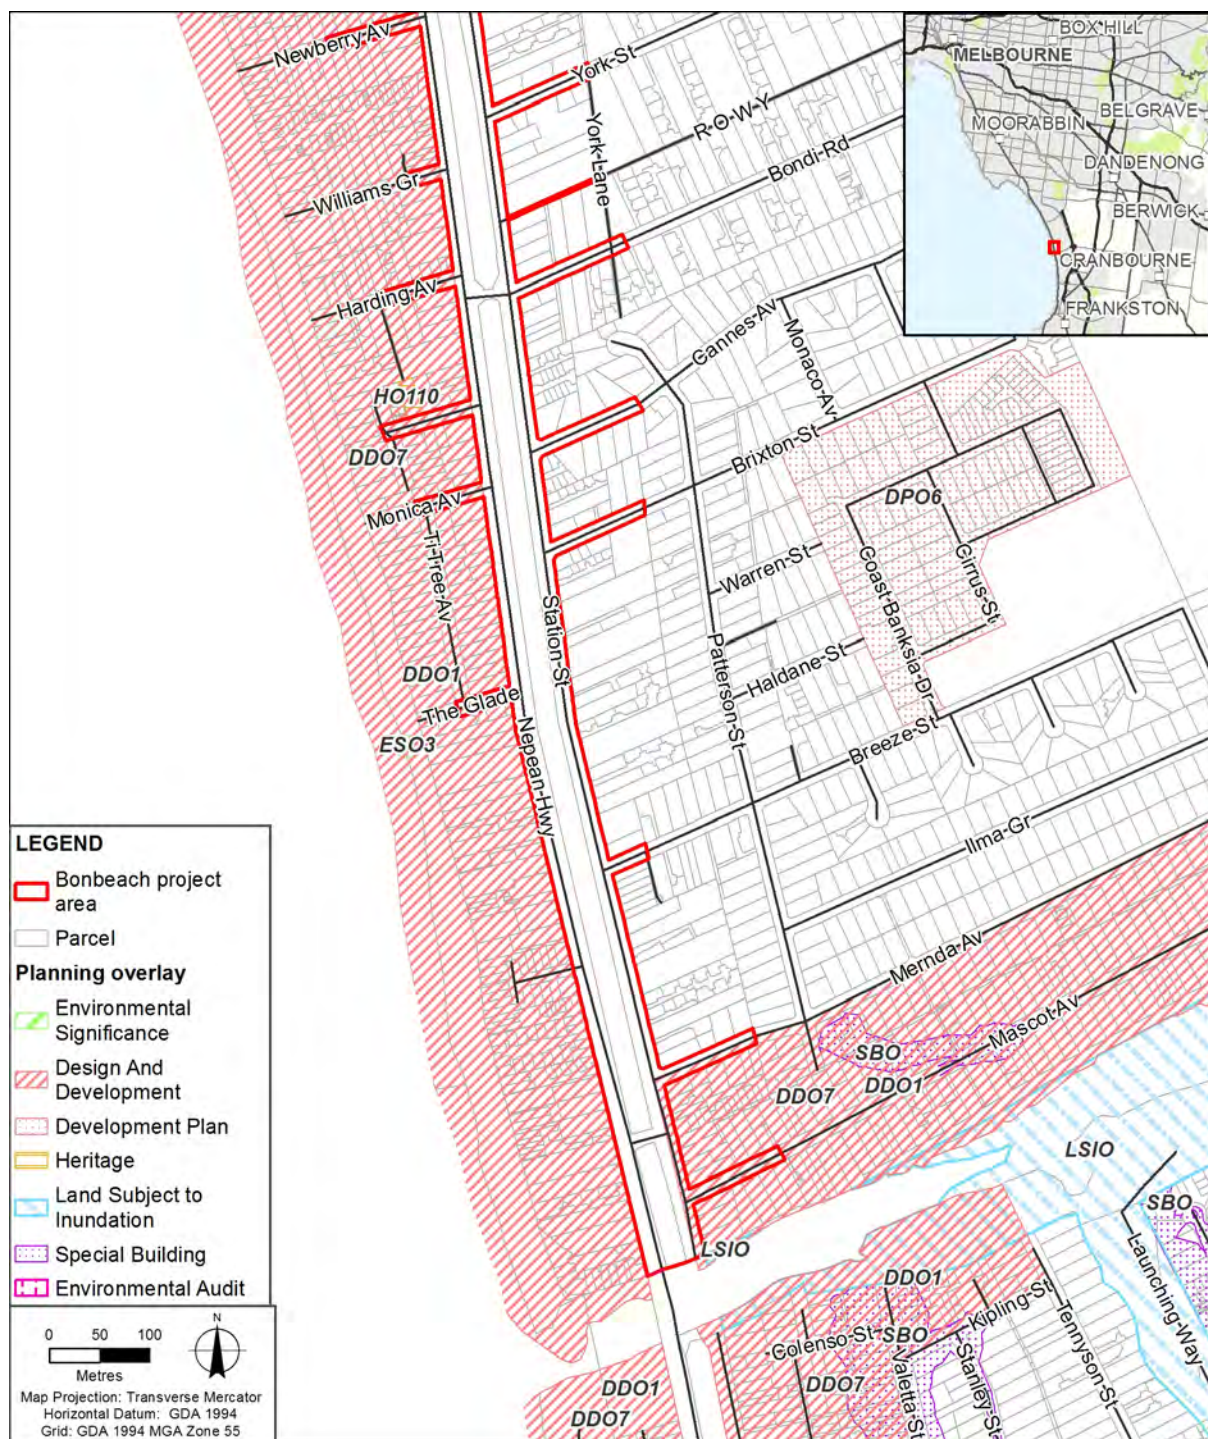 Newberry Av
York St
York Lane
R-O-W-Y
Bondi-Rd
Williams Gr
Harding Av
Cannes-Av
Monaco-Av
HO110
DDO7
Brixton-St
DPO6
Monica Av
Ti-Tree-Av
Station-St
Warren-St
Coast-Banksia-Dr
Cirrus-St
Patterson-St
Haldane-St
DDO1
The Glade
ESO3
Nepean-Hwy
Breeze-St
Ilma-Gr
Mernda Av
Mascot Av
SBO
DDO1
DDO7
LSIO
LSIO
SBO
Launching-Way
DDO1
Kipling-St
Tennyson-St
Colenso-St
SBO
Valetta-St
Stanley-St
DDO7
DDO1
DDO7
BOX HILL
MELBOURNE
BELGRAVE
MOORABBIN
DANDENONG
BERWICK
CRANBOURNE
FRANKSTON
LEGEND
Bonbeach project
area
Parcel
Planning overlay
Environmental
Significance
Design And
Development
Development Plan
Heritage
Land Subject to
Inundation
Special Building
Environmental Audit
0 50 100
Metres
N
Map Projection: Transverse Mercator
Horizontal Datum: GDA 1994
Grid: GDA 1994 MGA Zone 55